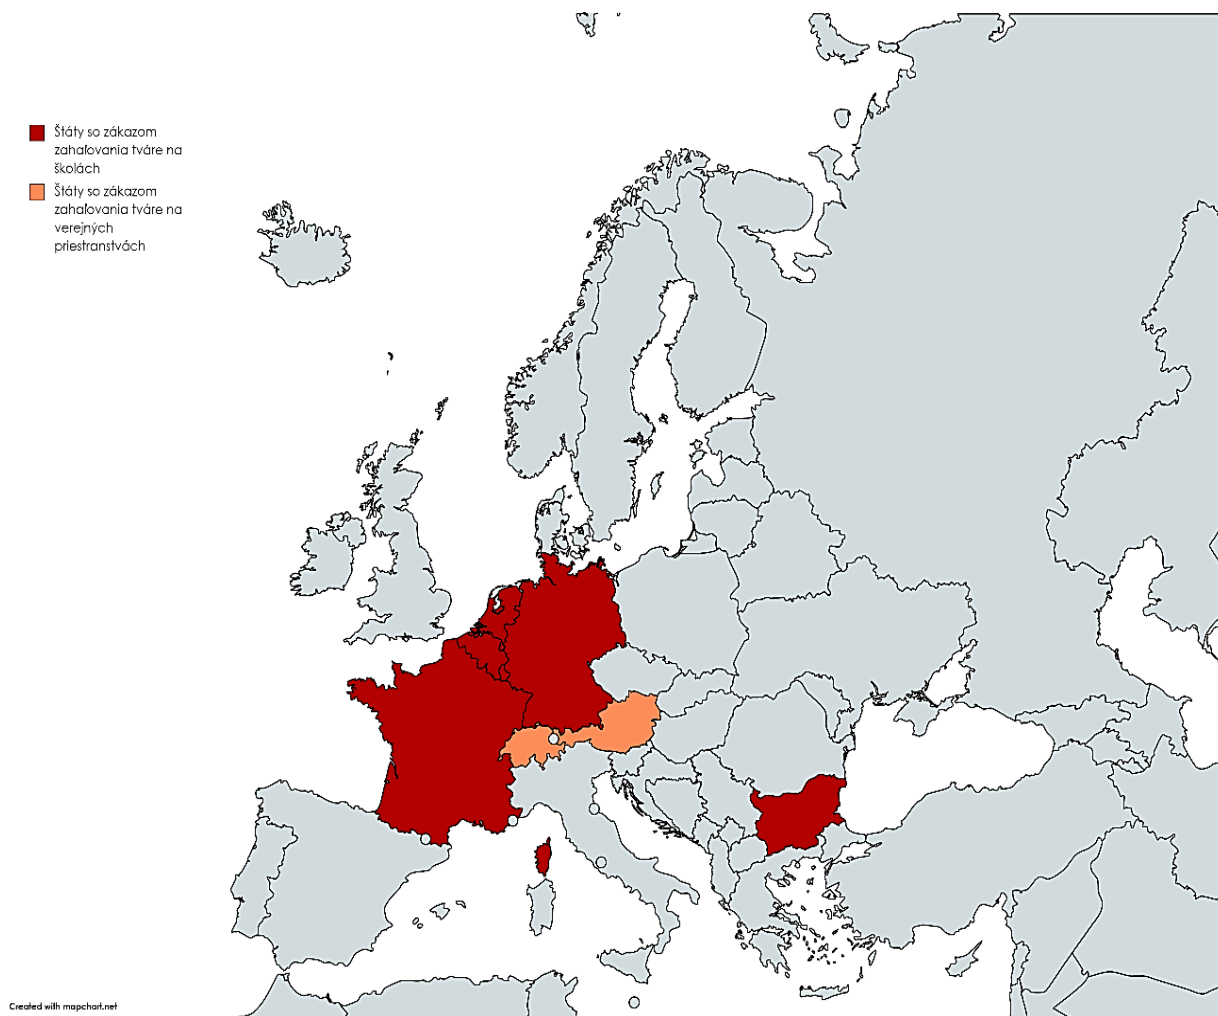 Štáty so zákazom
zahaľovania tváre na
školách
Štáty so zákazom
zahaľovania tváre na
verejných
priestranstvách
Created with mapchart.net